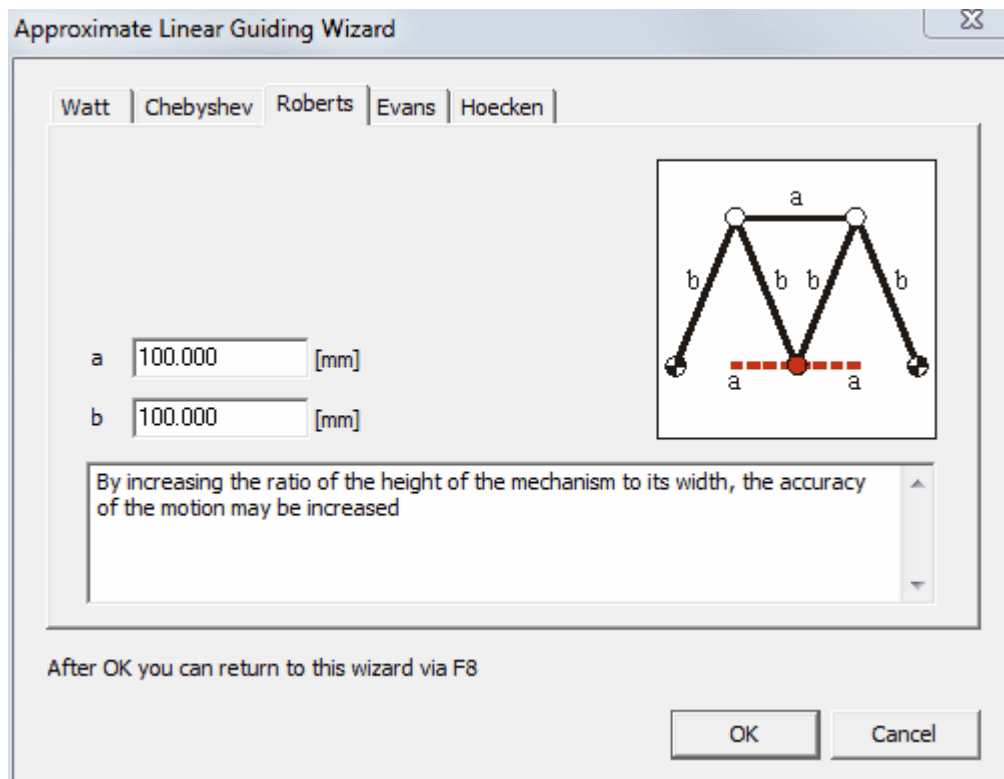 Approximate Linear Guiding Wizard
Watt Chebyshev Roberts Evans Hoecken
a
b b b b
a a
a 100.000 [mm]
b 100.000 [mm]
By increasing the ratio of the height of the mechanism to its width, the accuracy
of the motion may be increased
After OK you can return to this wizard via F8
OK Cancel